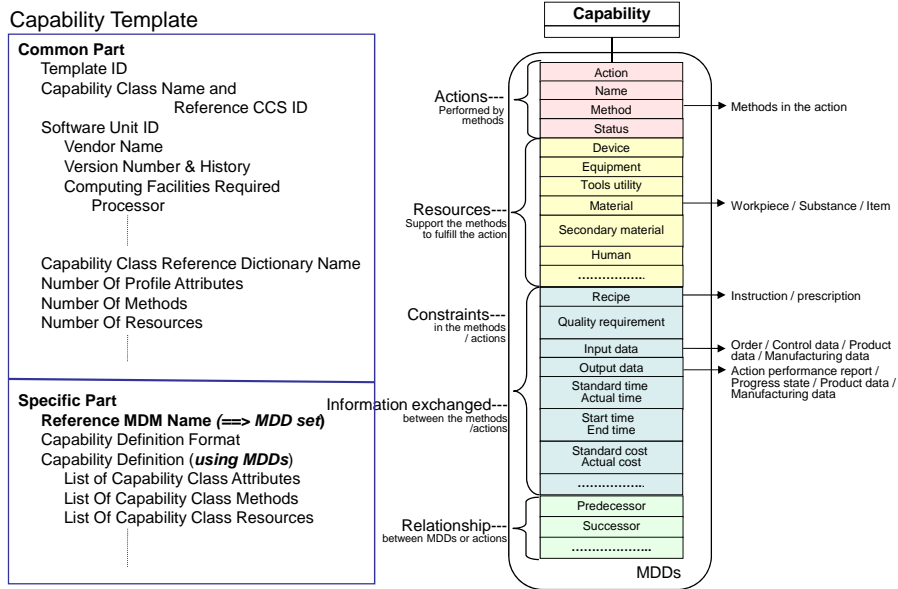 Capability Template
Common Part
Template ID
Capability Class Name and
Reference CCS ID
Software Unit ID
Vendor Name
Version Number & History
Computing Facilities Required
Processor
Capability Class Reference Dictionary Name
Number Of Profile Attributes
Number Of Methods
Number Of Resources
Specific Part
Reference MDM Name (==> MDD set)
Capability Definition Format
Capability Definition (using MDDs)
List of Capability Class Attributes
List Of Capability Class Methods
List Of Capability Class Resources
Capability
Actions---
Performed by
methods
Resources---
Support the methods
to fulfill the action
Constraints---
in the methods
/ actions
Information exchanged---
between the methods
/actions
Relationship---
between MDDs or actions
Action
Name
Method
Status
Device
Equipment
Tools utility
Material
Secondary material
Human
....................
Recipe
Quality requirement
Input data
Output data
Standard time
Actual time
Start time
End time
Standard cost
Actual cost
....................
Predecessor
Successor
.......................
MDDs
Methods in the action
Workpiece / Substance / Item
Instruction / prescription
Order / Control data / Product
data / Manufacturing data
Action performance report /
Progress state / Product data /
Manufacturing data